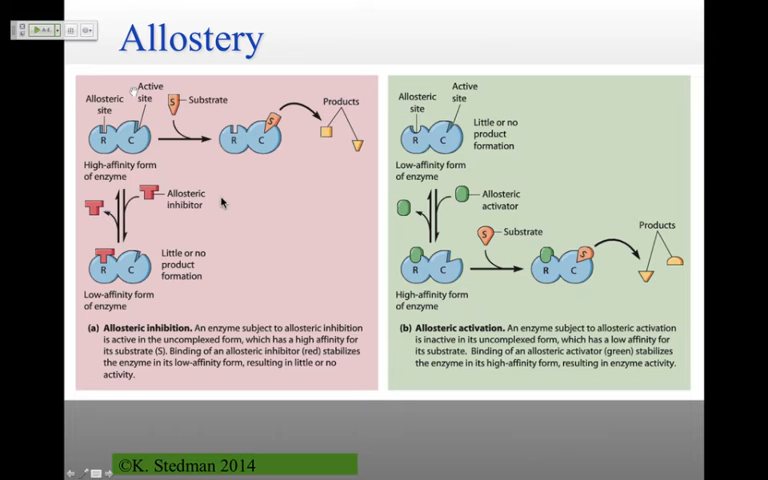 Allostery
Allosteric
site
Active
site
S
Substrate
Products
R C
R C
High-affinity form
of enzyme
Allosteric
inhibitor
R C
Little or no
product
formation
Low-affinity form
of enzyme
(a) Allosteric inhibition. An enzyme subject to allosteric inhibition
is active in the uncomplexed form, which has a high affinity for
its substrate (S). Binding of an allosteric inhibitor (red) stabilizes
the enzyme in its low-affinity form, resulting in little or no
activity.
Allosteric
site
Active
site
R C
Little or no
product
formation
Low-affinity form
of enzyme
Allosteric
activator
S
Substrate
Products
R C
R C
S
High-affinity form
of enzyme
(b) Allosteric activation. An enzyme subject to allosteric activation
is inactive in its uncomplexed form, which has a low affinity for
its substrate. Binding of an allosteric activator (green) stabilizes
the enzyme in its high-affinity form, resulting in enzyme activity.
©K. Stedman 2014